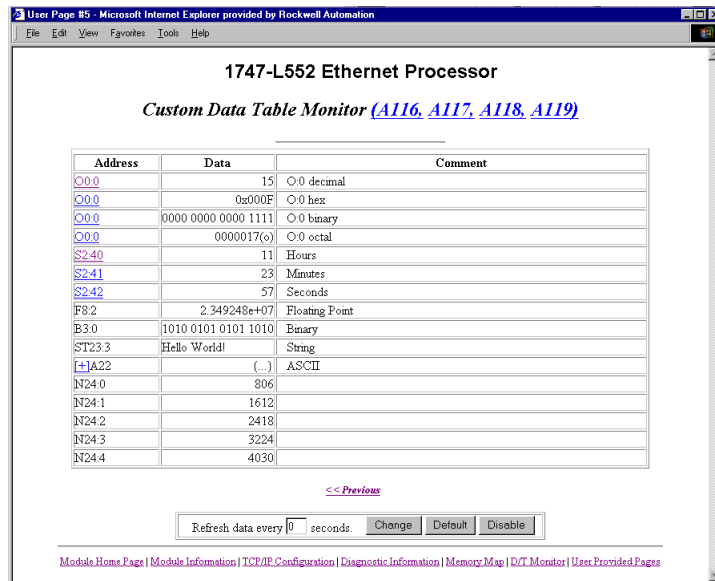 User Page #5 - Microsoft Internet Explorer provided by Rockwell Automation
File Edit View Favorites Tools Help
1747-L552 Ethernet Processor
Custom Data Table Monitor (A116, A117, A118, A119)
Address Data Comment
O0:0 15 O:0 decimal
O0:0 0x000F O:0 hex
O0:0 0000 0000 0000 1111 O:0 binary
O0:0 0000017(o) O:0 octal
S2:40 11 Hours
S2:41 23 Minutes
S2:42 57 Seconds
F8:2 2.349248e+07 Floating Point
B3:0 1010 0101 0101 1010 Binary
ST23:3 Hello World! String
[+]A22 {...} ASCII
N24:0 806
N24:1 1612
N24:2 2418
N24:3 3224
N24:4 4030
<< Previous
Refresh data every 0 seconds. Change Default Disable
Module Home Page | Module Information | TCP/IP Configuration | Diagnostic Information | Memory Map | D/T Monitor | User Provided Pages